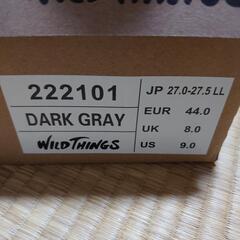 222101
DARK GRAY
WILDTHINGS
JP 27.0-27.5 LL
EUR 44.0
UK 8.0
US 9.0